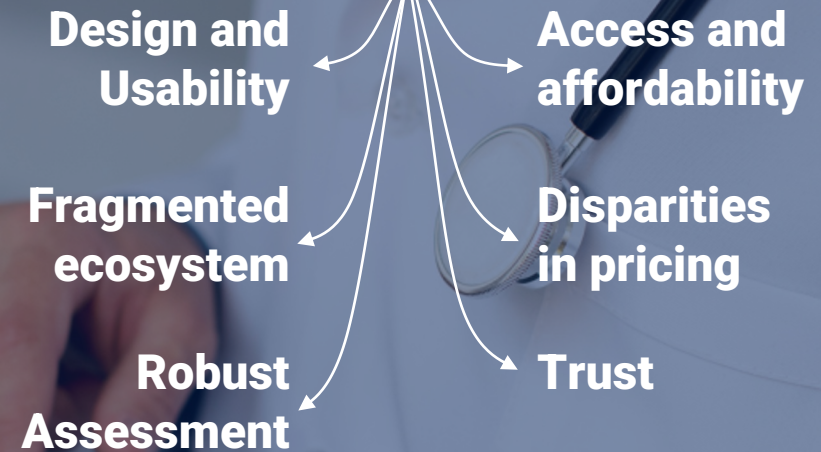 Design and
Usability
Access and
affordability
Fragmented
ecosystem
Disparities
in pricing
Robust
Assessment
Trust